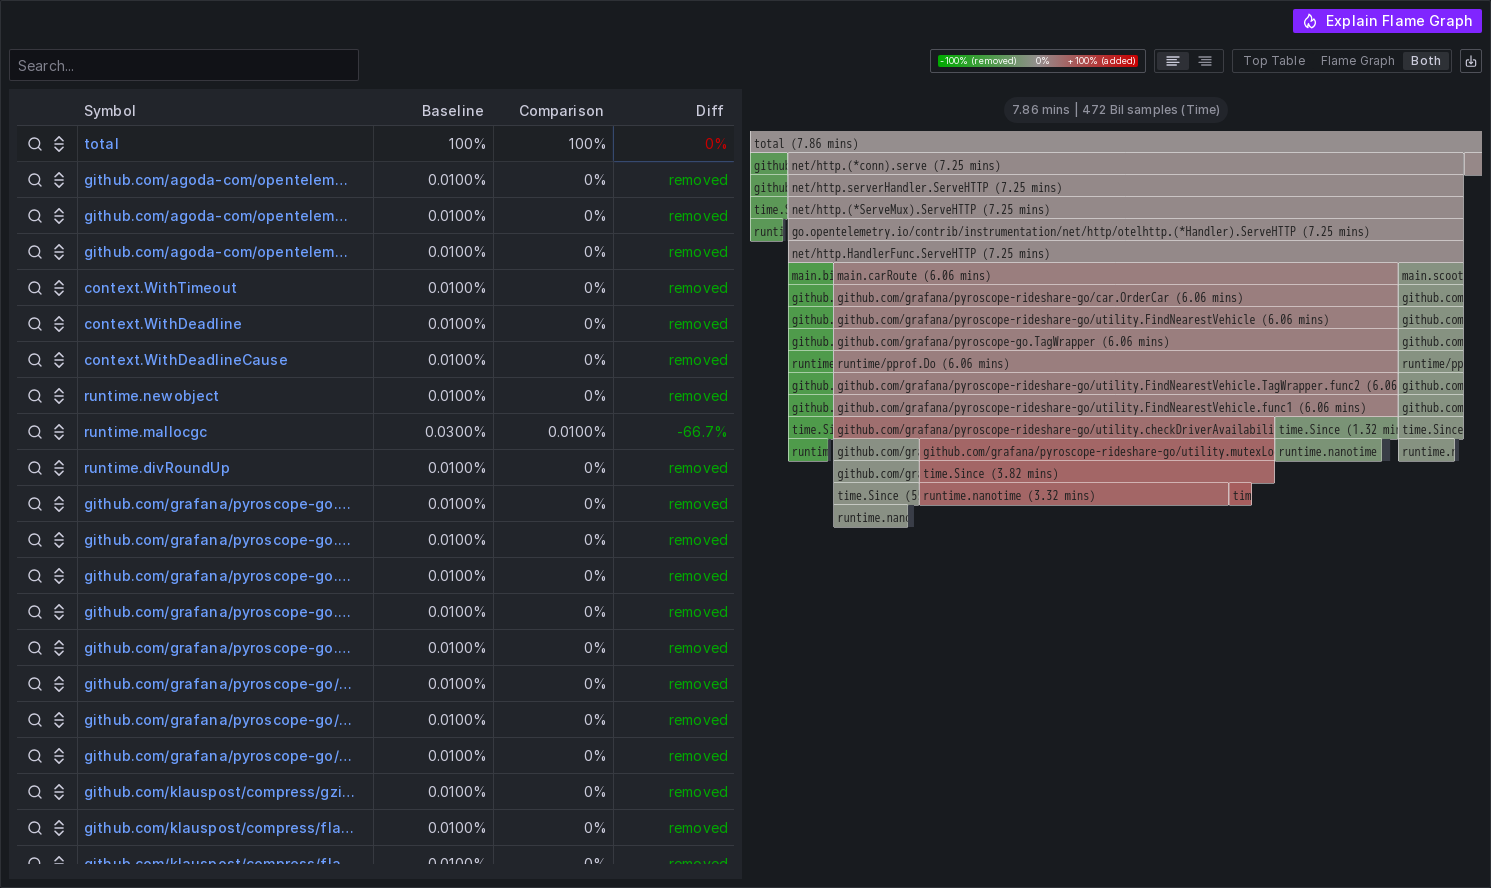 Explain Flame Graph
Search...
-100% (removed) 0% +100% (added)
Top Table Flame Graph Both
Symbol Baseline Comparison Diff
total 100% 100% 0%
github.com/agoda-com/opentelem... 0.0100% 0% removed
github.com/agoda-com/opentelem... 0.0100% 0% removed
github.com/agoda-com/opentelem... 0.0100% 0% removed
context.WithTimeout 0.0100% 0% removed
context.WithDeadline 0.0100% 0% removed
context.WithDeadlineCause 0.0100% 0% removed
runtime.newobject 0.0100% 0% removed
runtime.mallocgc 0.0300% 0.0100% -66.7%
runtime.divRoundUp 0.0100% 0% removed
github.com/grafana/pyroscope-go.... 0.0100% 0% removed
github.com/grafana/pyroscope-go.... 0.0100% 0% removed
github.com/grafana/pyroscope-go.... 0.0100% 0% removed
github.com/grafana/pyroscope-go.... 0.0100% 0% removed
github.com/grafana/pyroscope-go.... 0.0100% 0% removed
github.com/grafana/pyroscope-go/... 0.0100% 0% removed
github.com/grafana/pyroscope-go/... 0.0100% 0% removed
github.com/grafana/pyroscope-go/... 0.0100% 0% removed
github.com/klauspost/compress/gzi... 0.0100% 0% removed
github.com/klauspost/compress/fla... 0.0100% 0% removed
github.com/klauspost/compress/fla... 0.0100% 0% removed
7.86 mins | 472 Bil samples (Time)
total (7.86 mins)
github net/http.(*conn).serve (7.25 mins)
github net/http.serverHandler.ServeHTTP (7.25 mins)
time.S net/http.(*ServeMux).ServeHTTP (7.25 mins)
runti go.opentelemetry.io/contrib/instrumentation/net/http/otelhttp.(*Handler).ServeHTTP (7.25 mins)
net/http.HandlerFunc.ServeHTTP (7.25 mins)
main.bi main.carRoute (6.06 mins) main.scoot
github. github.com/grafana/pyroscope-rideshare-go/car.OrderCar (6.06 mins) github.com
github. github.com/grafana/pyroscope-rideshare-go/utility.FindNearestVehicle (6.06 mins) github.com
github. github.com/grafana/pyroscope-go.TagWrapper (6.06 mins) github.com
runtime runtime/pprof.Do (6.06 mins) runtime/pp
github. github.com/grafana/pyroscope-rideshare-go/utility.FindNearestVehicle.TagWrapper.func2 (6.06 github.com
github. github.com/grafana/pyroscope-rideshare-go/utility.FindNearestVehicle.func1 (6.06 mins) github.com
time.Si github.com/grafana/pyroscope-rideshare-go/utility.checkDriverAvailabili time.Since (1.32 min time.Since
runtim github.com/gra github.com/grafana/pyroscope-rideshare-go/utility.mutexLo runtime.nanotime runtime.n
github.com/gra time.Since (3.82 mins)
time.Since (5 runtime.nanotime (3.32 mins) tim
runtime.nano